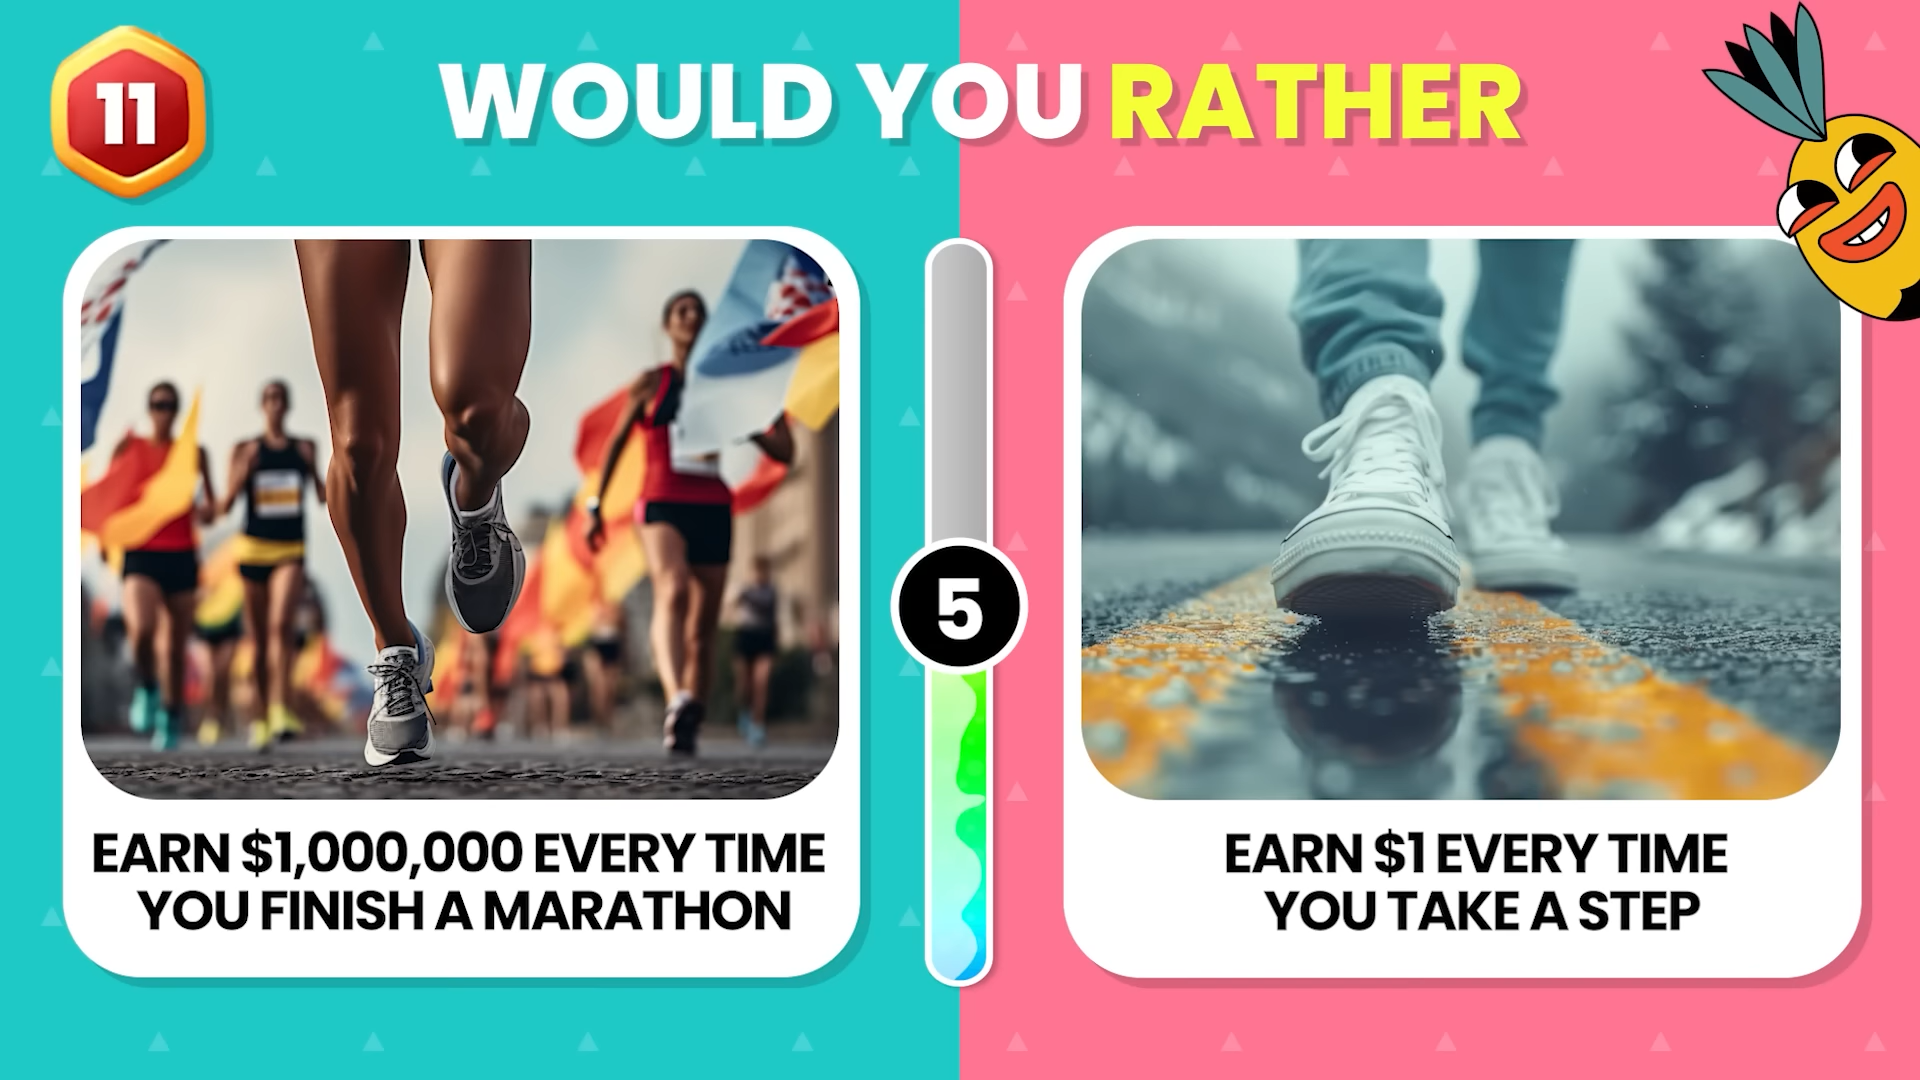 11
WOULD YOU RATHER
5
EARN $1,000,000 EVERY TIME
YOU FINISH A MARATHON
EARN $1 EVERY TIME
YOU TAKE A STEP